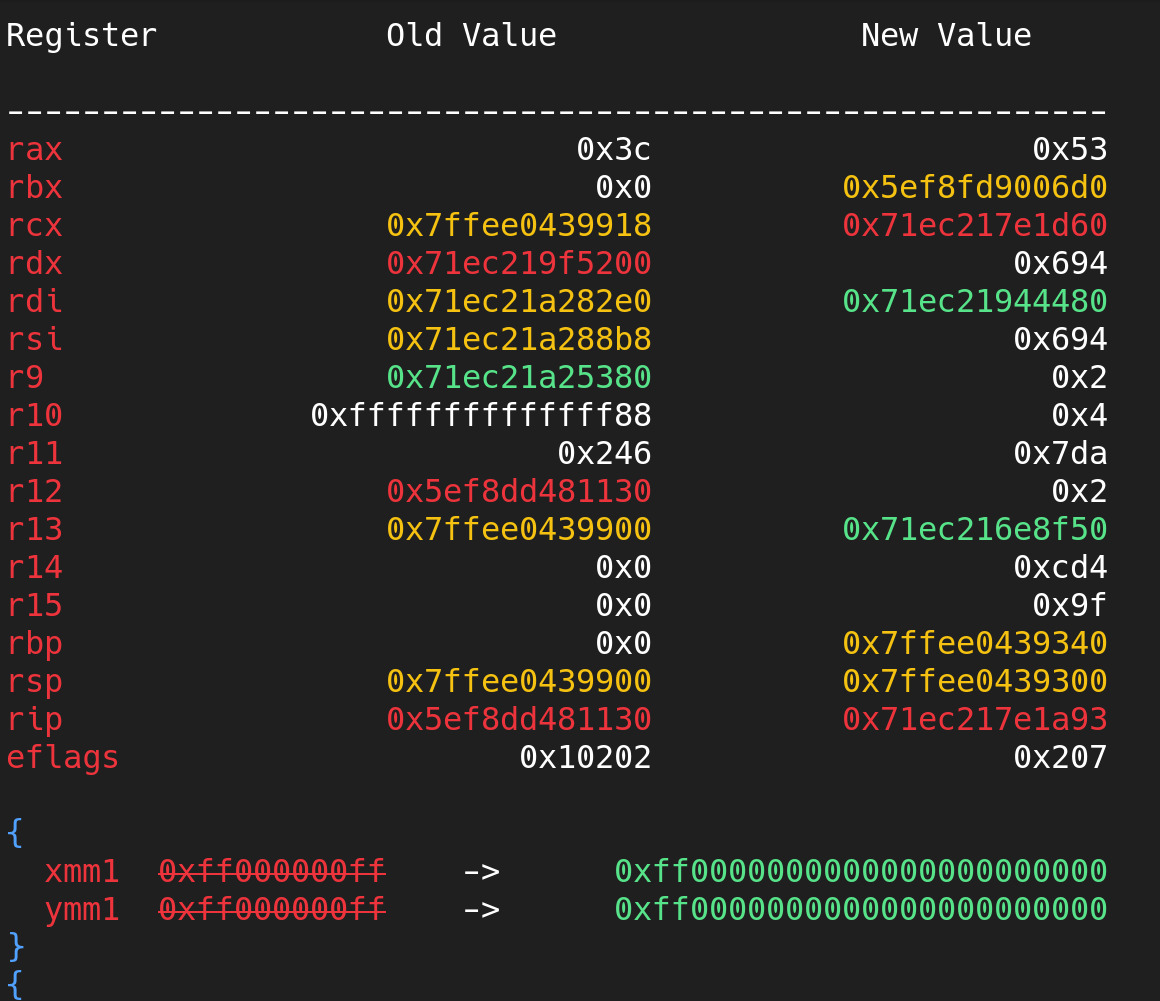 Register Old Value New Value
----------------------------------------------------------
rax 0x3c 0x53
rbx 0x0 0x5ef8fd9006d0
rcx 0x7ffee0439918 0x71ec217e1d60
rdx 0x71ec219f5200 0x694
rdi 0x71ec21a282e0 0x71ec21944480
rsi 0x71ec21a288b8 0x694
r9 0x71ec21a25380 0x2
r10 0xffffffffffffff88 0x4
r11 0x246 0x7da
r12 0x5ef8dd481130 0x2
r13 0x7ffee0439900 0x71ec216e8f50
r14 0x0 0xcd4
r15 0x0 0x9f
rbp 0x0 0x7ffee0439340
rsp 0x7ffee0439900 0x7ffee0439300
rip 0x5ef8dd481130 0x71ec217e1a93
eflags 0x10202 0x207
{
xmm1 0xff000000ff -> 0xff0000000000000000000000
ymm1 0xff000000ff -> 0xff0000000000000000000000
}
{